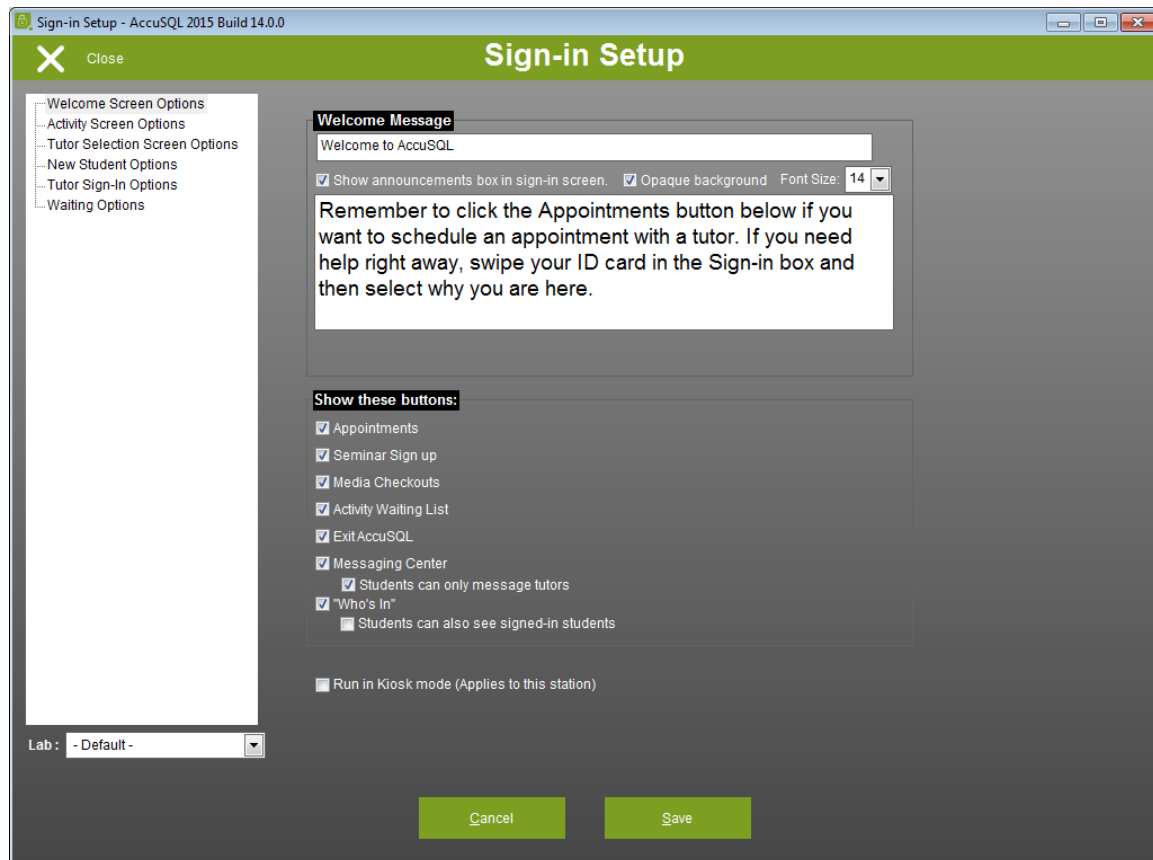 Sign-in Setup - AccuSQL 2015 Build 14.0.0
Close
Sign-in Setup
Welcome Screen Options
Activity Screen Options
Tutor Selection Screen Options
New Student Options
Tutor Sign-In Options
Waiting Options
Welcome Message
Welcome to AccuSQL
Show announcements box in sign-in screen. Opaque background Font Size: 14
Remember to click the Appointments button below if you
want to schedule an appointment with a tutor. If you need
help right away, swipe your ID card in the Sign-in box and
then select why you are here.
Show these buttons:
Appointments
Seminar Sign up
Media Checkouts
Activity Waiting List
Exit AccuSQL
Messaging Center
Students can only message tutors
"Who's In"
Students can also see signed-in students
Run in Kiosk mode (Applies to this station)
Lab : - Default -
Cancel
Save